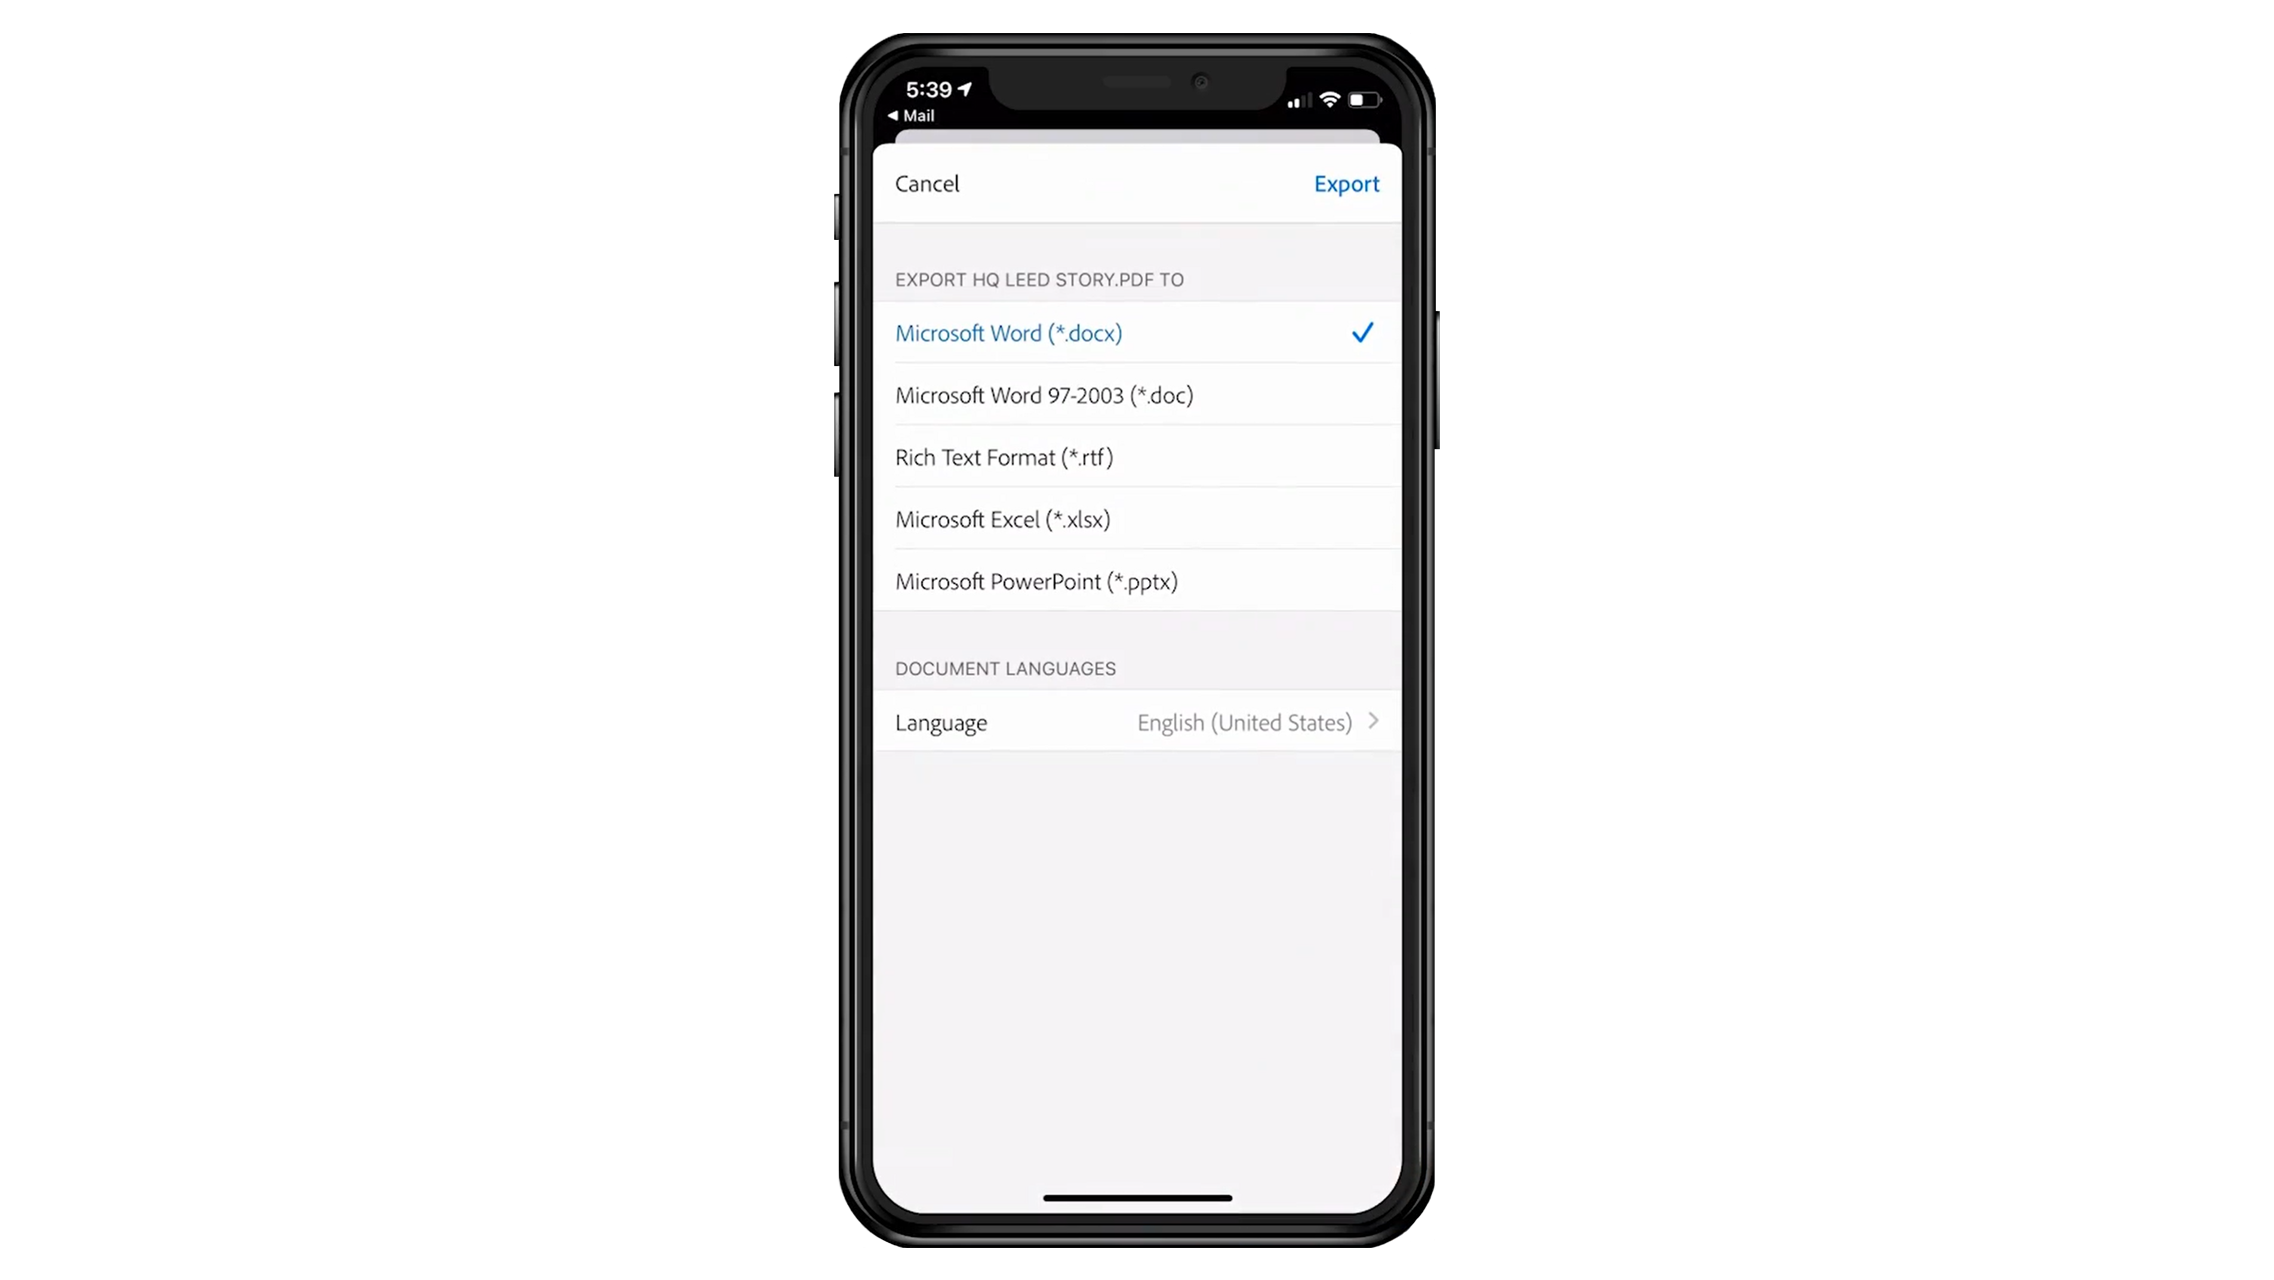 5:39
Mail
Cancel
Export
EXPORT HQ LEED STORY.PDF TO
Microsoft Word (*.docx)
Microsoft Word 97-2003 (*.doc)
Rich Text Format (*.rtf)
Microsoft Excel (*.xlsx)
Microsoft PowerPoint (*.pptx)
DOCUMENT LANGUAGES
Language English (United States)